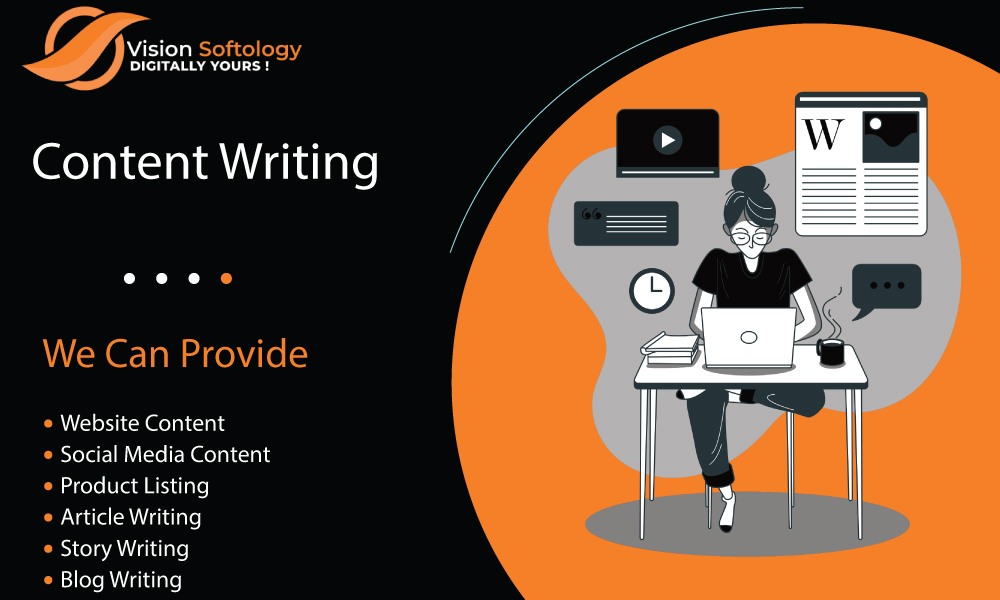 Vision Softology
DIGITALLY YOURS !
Content Writing
We Can Provide
• Website Content
• Social Media Content
• Product Listing
• Article Writing
• Story Writing
• Blog Writing
W
“